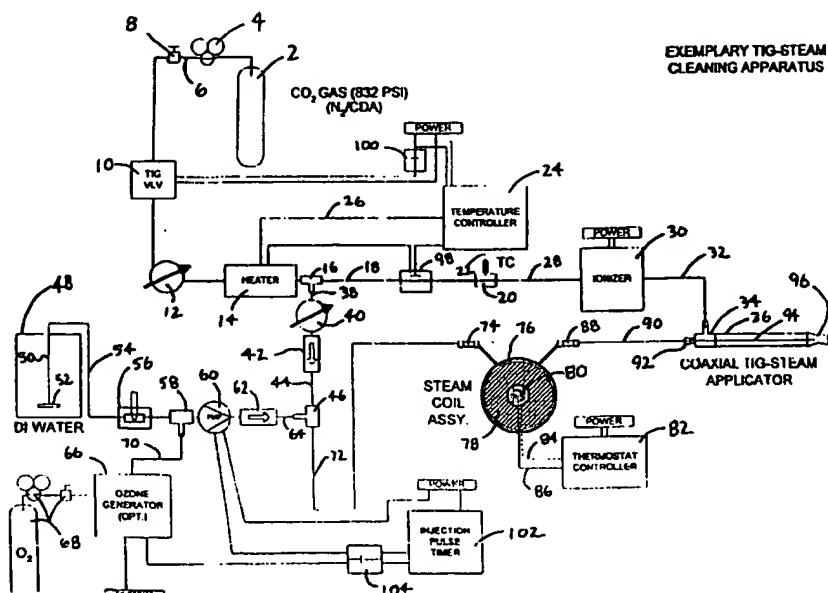 8
4
2
6
EXEMPLARY TIG-STEAM
CLEANING APPARATUS
CO2 GAS (832 PSI)
(N2/CDA)
POWER
100
10
TIG
VLV
24
26
TEMPERATURE
CONTROLLER
POWER
30
98
22
TC
28
IONIZER
32
HEATER
16
18
20
12
14
38
40
48
34
36
94
96
50
54
42
74
76
88
90
92
COAXIAL TIG-STEAM
APPLICATOR
52
56
58
60
62
44
46
STEAM
COIL
ASSY.
80
PUMP
64
DI WATER
70
78
84
POWER
82
66
72
86
THERMOSTAT
CONTROLLER
OZONE
GENERATOR
(OPT.)
POWER
68
O2
INJECTION
PULSE
TIMER
102
104